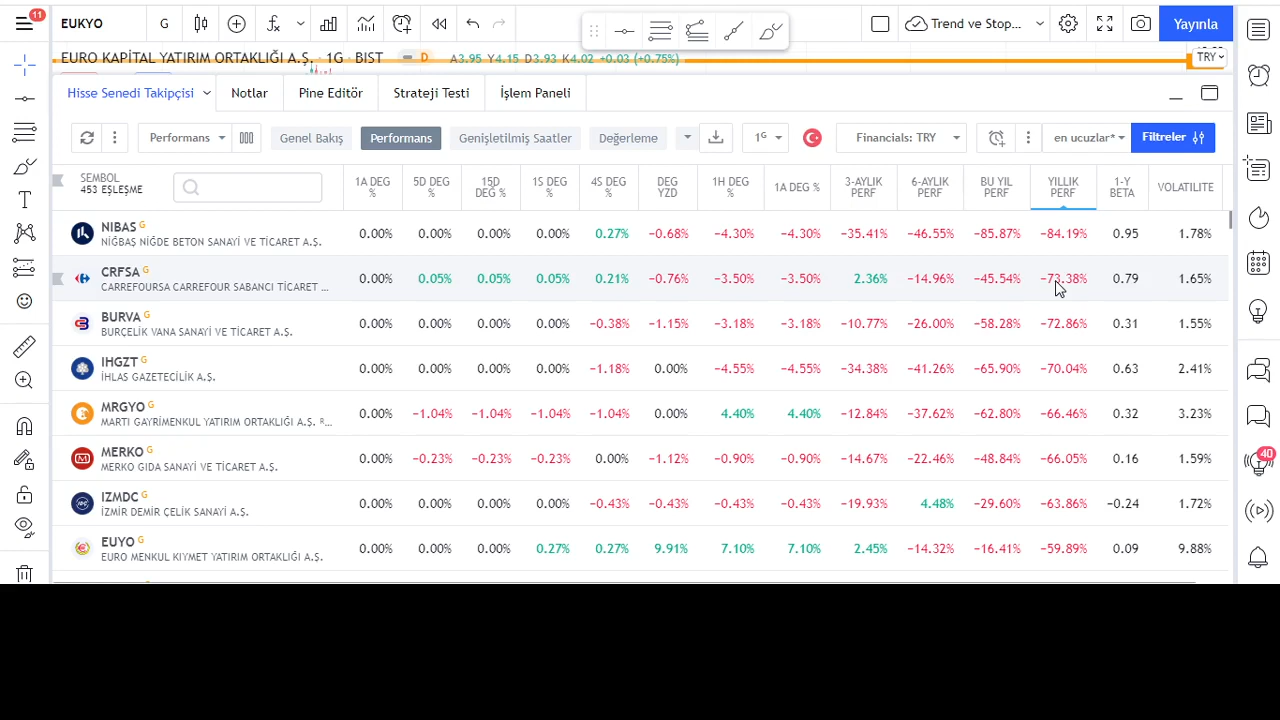 11
EUKYO G Trend ve Stop... Yayınla
EURO KAPİTAL YATIRIM ORTAKLIĞI A.Ş. · 1G · BIST D A3.95 Y4.15 D3.93 K4.02 +0.03 (+0.75%) TRY
Hisse Senedi Takipçisi Notlar Pine Editör Strateji Testi İşlem Paneli
Performans Genel Bakış Performans Genişletilmiş Saatler Değerleme 1G Financials: TRY en ucuzlar* Filtreler
SEMBOL 1A DEG % 5D DEG % 15D DEG % 1S DEG % 4S DEG % DEG YZD 1H DEG % 1A DEG % 3-AYLIK PERF 6-AYLIK PERF BU YIL PERF YILLIK PERF 1-Y BETA VOLATILITE
453 EŞLEŞME
NIBAS G 0.00% 0.00% 0.00% 0.00% 0.27% −0.68% −4.30% −4.30% −35.41% −46.55% −85.87% −84.19% 0.95 1.78%
NİĞBAŞ NİĞDE BETON SANAYİ VE TİCARET A.Ş.
CRFSA G 0.00% 0.05% 0.05% 0.05% 0.21% −0.76% −3.50% −3.50% 2.36% −14.96% −45.54% −73.38% 0.79 1.65%
CARREFOURSA CARREFOUR SABANCI TİCARET ...
BURVA G 0.00% 0.00% 0.00% 0.00% −0.38% −1.15% −3.18% −3.18% −10.77% −26.00% −58.28% −72.86% 0.31 1.55%
BURÇELİK VANA SANAYİ VE TİCARET A.Ş.
IHGZT G 0.00% 0.00% 0.00% 0.00% −1.18% 0.00% −4.55% −4.55% −34.38% −41.26% −65.90% −70.04% 0.63 2.41%
İHLAS GAZETECİLİK A.Ş.
MRGYO G 0.00% −1.04% −1.04% −1.04% −1.04% 0.00% 4.40% 4.40% −12.84% −37.62% −62.80% −66.46% 0.32 3.23%
MARTI GAYRİMENKUL YATIRIM ORTAKLIĞI A.Ş. R...
MERKO G 0.00% −0.23% −0.23% −0.23% 0.00% −1.12% −0.90% −0.90% −14.67% −22.46% −48.84% −66.05% 0.16 1.59%
MERKO GIDA SANAYİ VE TİCARET A.Ş.
IZMDC G 0.00% 0.00% 0.00% 0.00% −0.43% −0.43% −0.43% −0.43% −19.93% 4.48% −29.60% −63.86% −0.24 1.72%
İZMİR DEMİR ÇELİK SANAYİ A.Ş.
40
EUYO G 0.00% 0.00% 0.00% 0.27% 0.27% 9.91% 7.10% 7.10% 2.45% −14.32% −16.41% −59.89% 0.09 9.88%
EURO MENKUL KIYMET YATIRIM ORTAKLIĞI A.Ş.